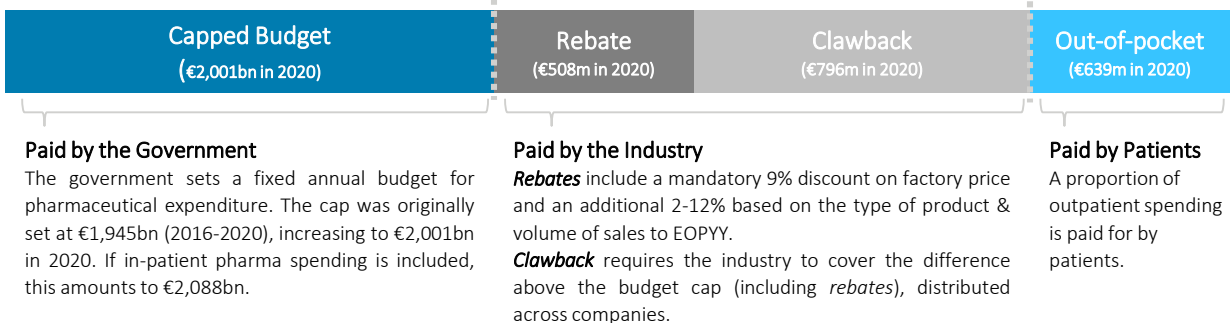 Capped Budget
(€2,001bn in 2020)
Rebate
(€508m in 2020)
Clawback
(€796m in 2020)
Out-of-pocket
(€639m in 2020)
Paid by the Government
The government sets a fixed annual budget for
pharmaceutical expenditure. The cap was originally
set at €1,945bn (2016-2020), increasing to €2,001bn
in 2020. If in-patient pharma spending is included,
this amounts to €2,088bn.
Paid by the Industry
Rebates include a mandatory 9% discount on factory price
and an additional 2-12% based on the type of product &
volume of sales to EOPYY.
Clawback requires the industry to cover the difference
above the budget cap (including rebates), distributed
across companies.
Paid by Patients
A proportion of
outpatient spending
is paid for by
patients.